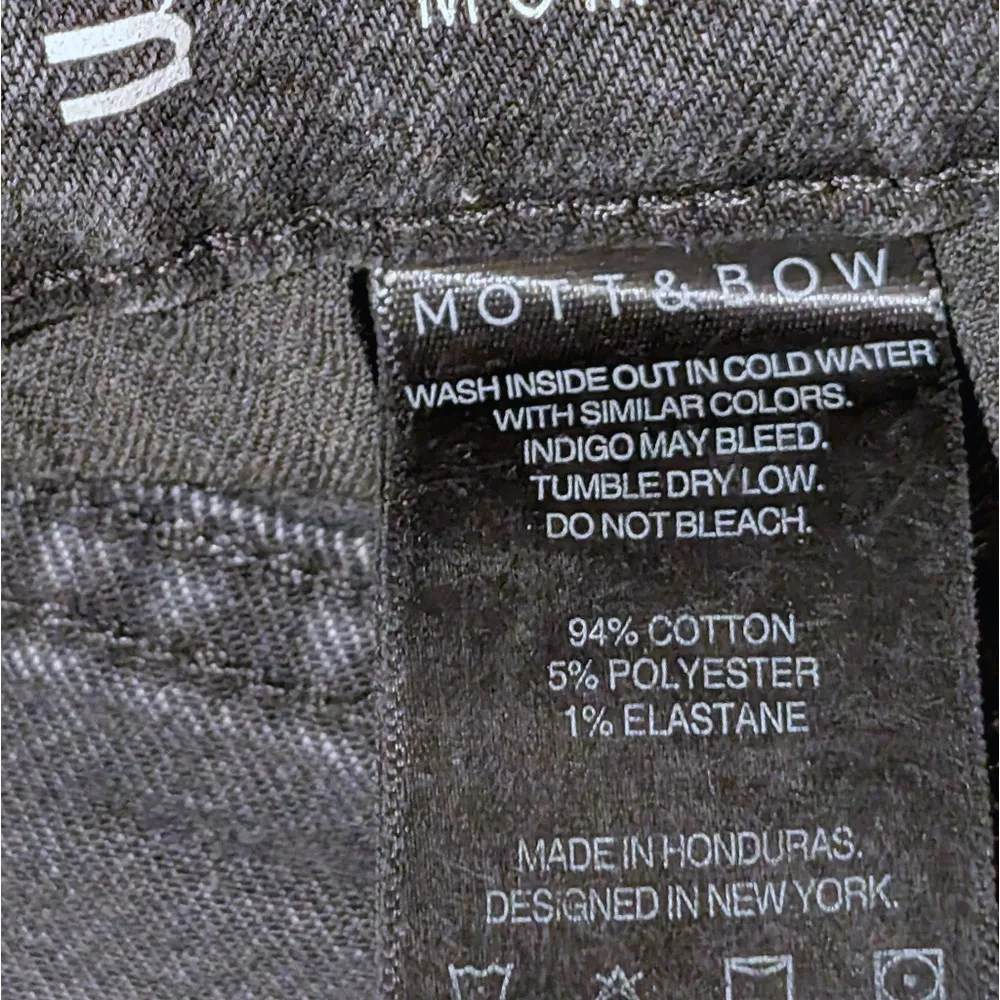 MOTT & BOW
WASH INSIDE OUT IN COLD WATER
WITH SIMILAR COLORS.
INDIGO MAY BLEED.
TUMBLE DRY LOW.
DO NOT BLEACH.
94% COTTON
5% POLYESTER
1% ELASTANE
MADE IN HONDURAS.
DESIGNED IN NEW YORK.